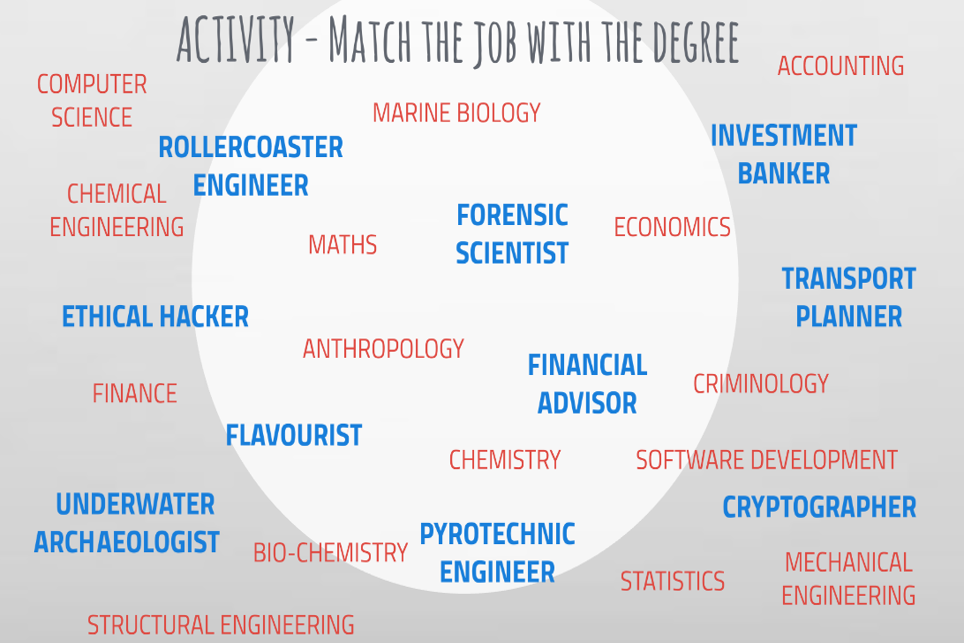 ACTIVITY - MATCH THE JOB WITH THE DEGREE
ACCOUNTING
COMPUTER
SCIENCE
MARINE BIOLOGY
ROLLERCOASTER
ENGINEER
INVESTMENT
BANKER
CHEMICAL
ENGINEERING
MATHS
FORENSIC
SCIENTIST
ECONOMICS
TRANSPORT
PLANNER
ETHICAL HACKER
ANTHROPOLOGY
FINANCIAL
ADVISOR
CRIMINOLOGY
FINANCE
FLAVOURIST
CHEMISTRY
SOFTWARE DEVELOPMENT
UNDERWATER
ARCHAEOLOGIST
CRYPTOGRAPHER
BIO-CHEMISTRY
PYROTECHNIC
ENGINEER
STATISTICS
MECHANICAL
ENGINEERING
STRUCTURAL ENGINEERING